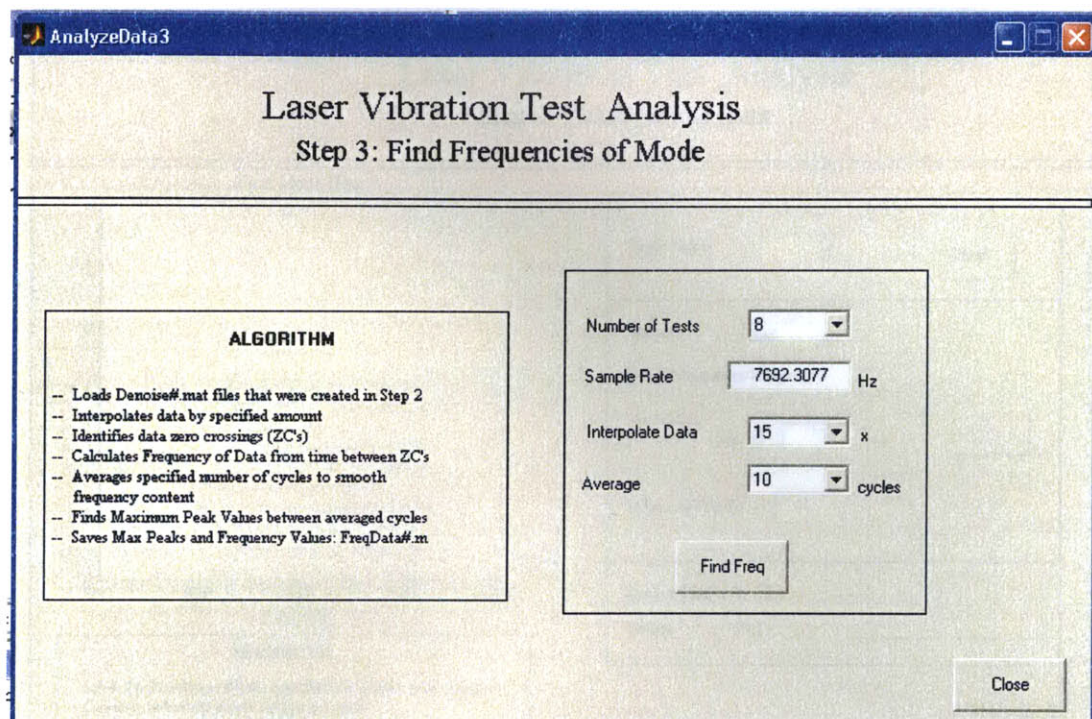 AnalyzeData3
Laser Vibration Test Analysis
Step 3: Find Frequencies of Mode
ALGORITHM
-- Loads Denoise#.mat files that were created in Step 2
-- Interpolates data by specified amount
-- Identifies data zero crossings (ZC's)
-- Calculates Frequency of Data from time between ZC's
-- Averages specified number of cycles to smooth
frequency content
-- Finds Maximum Peak Values between averaged cycles
-- Saves Max Peaks and Frequency Values: FreqData#.m
Number of Tests 8
Sample Rate 7692.3077 Hz
Interpolate Data 15 x
Average 10 cycles
Find Freq
Close